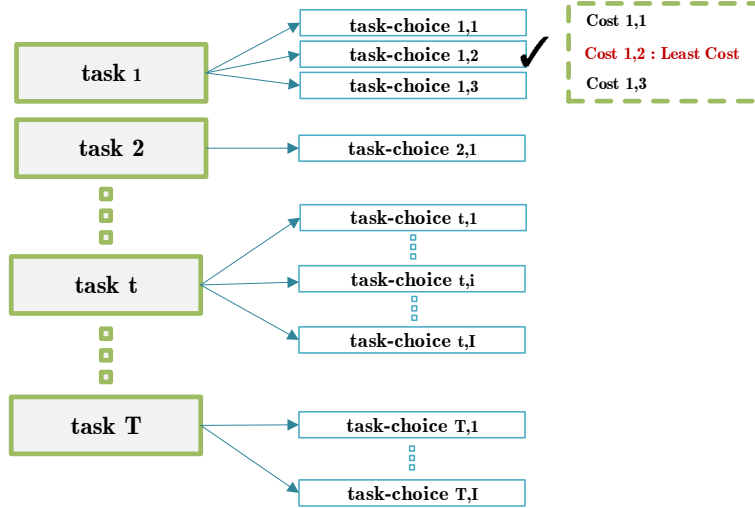 task 1
task-choice 1,1
task-choice 1,2
task-choice 1,3
Cost 1,1
Cost 1,2 : Least Cost
Cost 1,3
task 2
task-choice 2,1
task t
task-choice t,1
task-choice t,i
task-choice t,I
task T
task-choice T,1
task-choice T,I